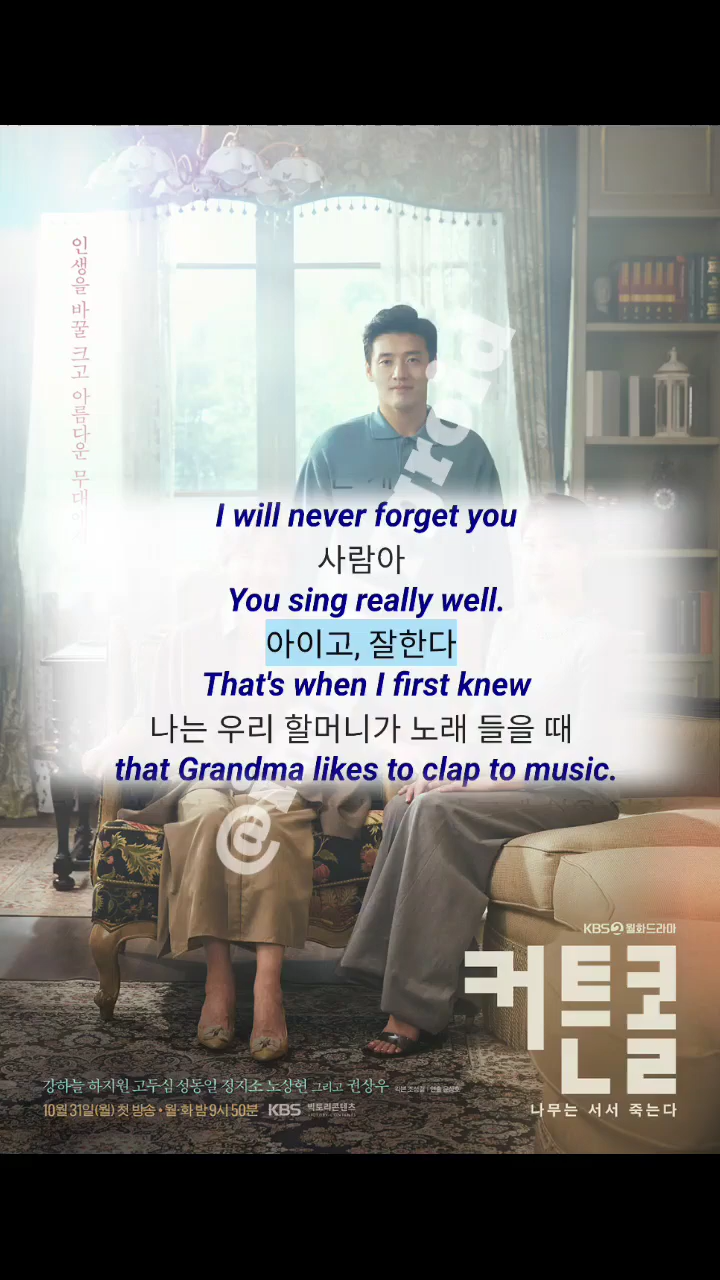 인생을 바꿀 크고 아름다운 무대
I will never forget you
사람아
You sing really well.
아이고, 잘한다
That's when I first knew
나는 우리 할머니가 노래 들을 때
that Grandma likes to clap to music.
KBS2 월화드라마
커튼콜
나무는 서서 죽는다
강하늘 하지원 고두심 성동일 정지소 노상현 그리고 권상우
10월 31일(월) 첫 방송 • 월·화 밤 9시 50분 KBS 빅토리콘텐츠